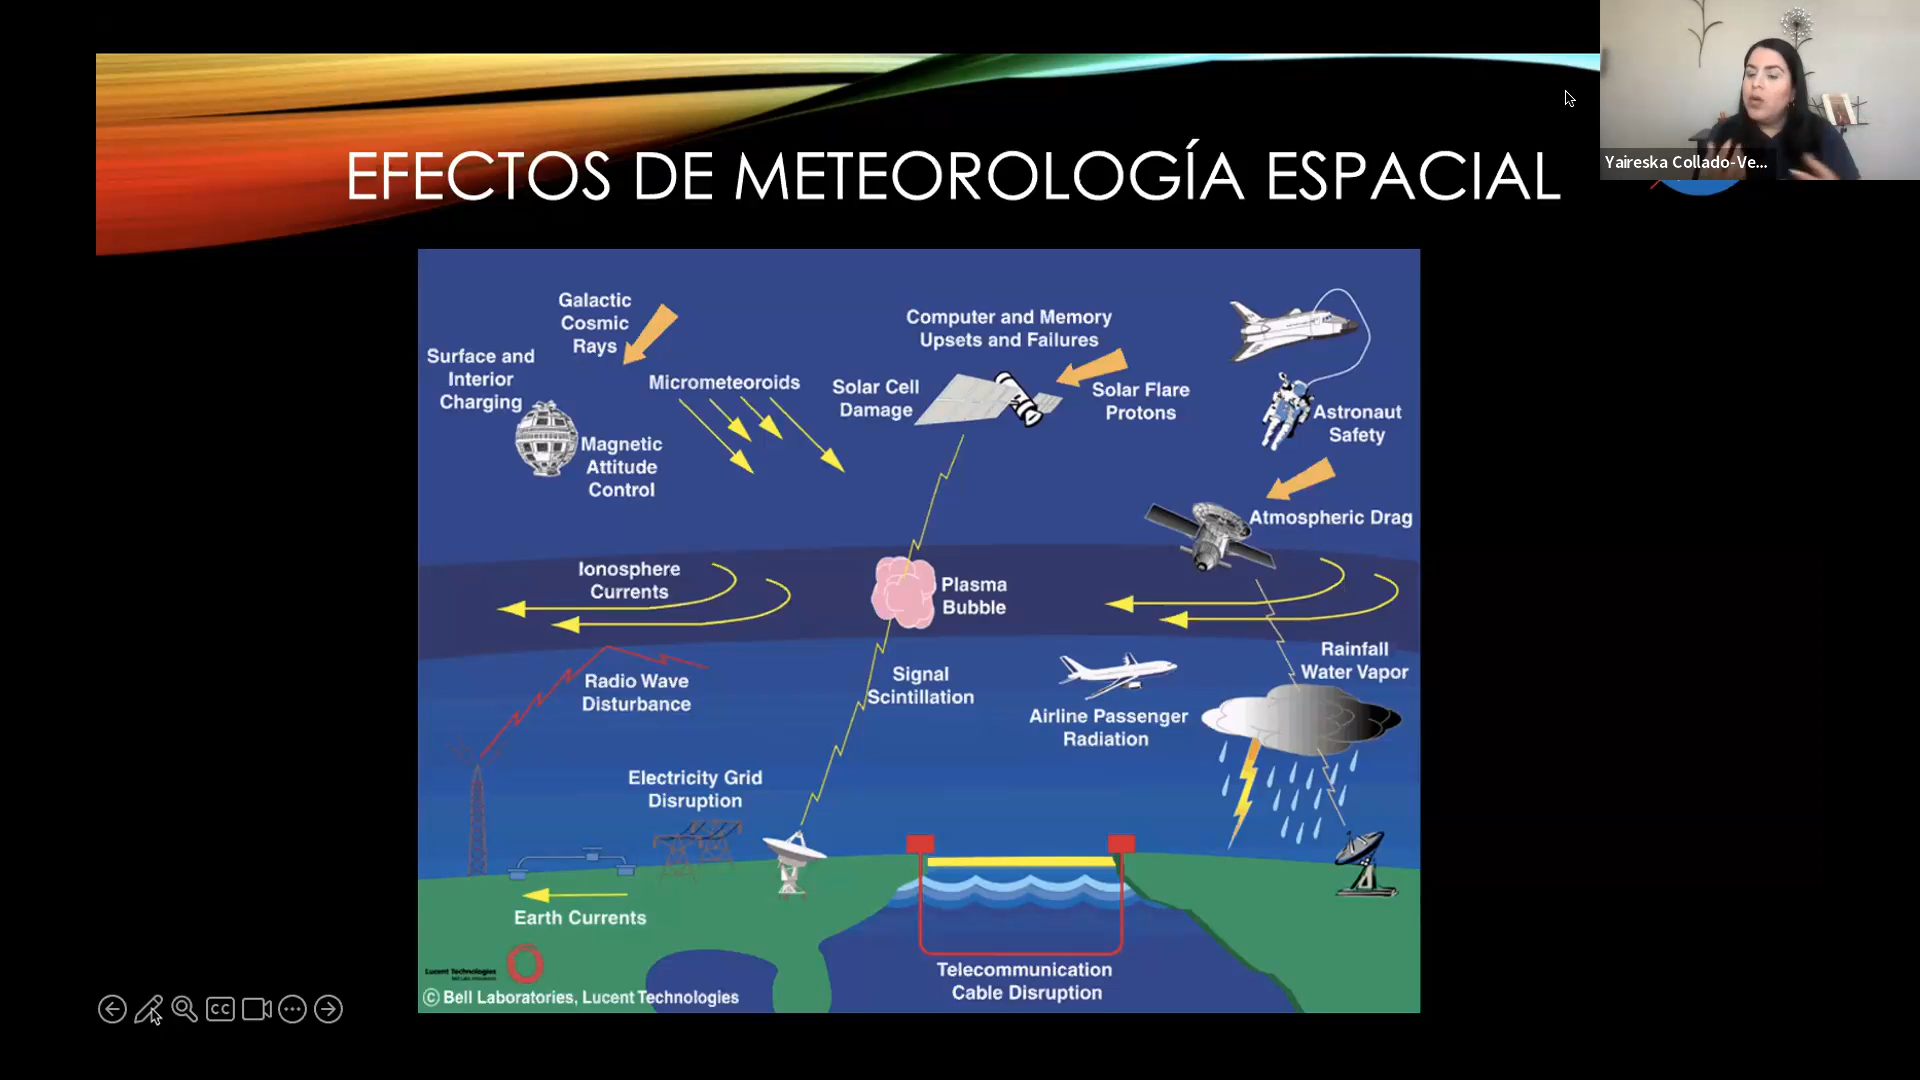 Yaireska Collado-Ve...
EFECTOS DE METEOROLOGÍA ESPACIAL
Galactic
Cosmic
Rays
Surface and
Interior
Charging
Magnetic
Attitude
Control
Micrometeoroids
Computer and Memory
Upsets and Failures
Solar Cell
Damage
Solar Flare
Protons
Astronaut
Safety
Atmospheric Drag
Ionosphere
Currents
Plasma
Bubble
Radio Wave
Disturbance
Signal
Scintillation
Airline Passenger
Radiation
Rainfall
Water Vapor
Electricity Grid
Disruption
Earth Currents
Telecommunication
Cable Disruption
Lucent Technologies
© Bell Laboratories, Lucent Technologies
CC